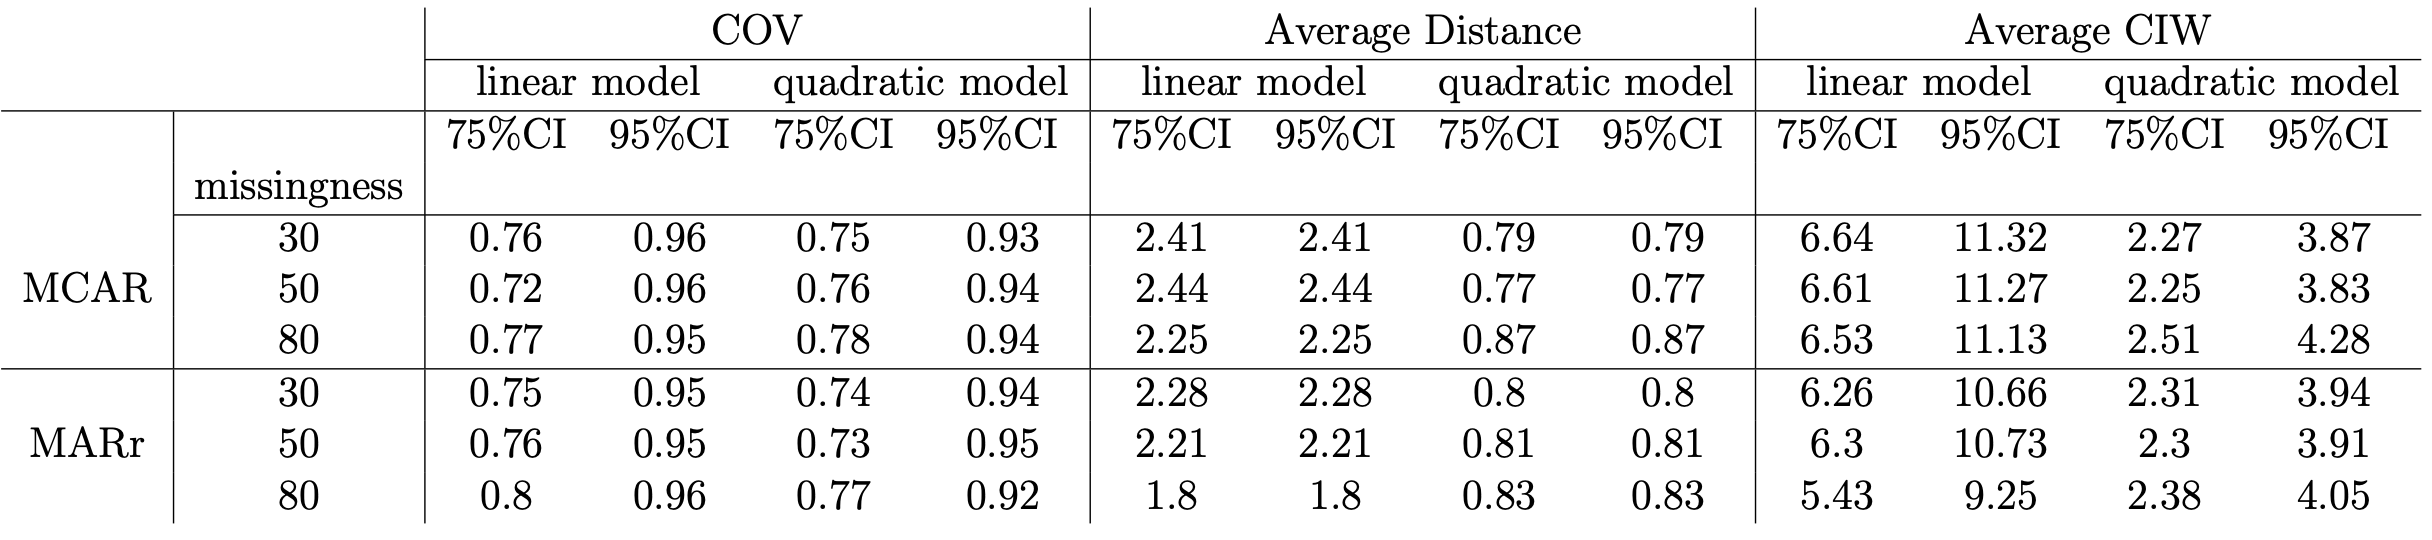 COV Average Distance Average CIW
linear model quadratic model linear model quadratic model linear model quadratic model
75%CI 95%CI 75%CI 95%CI 75%CI 95%CI 75%CI 95%CI 75%CI 95%CI 75%CI 95%CI
missingness
30 0.76 0.96 0.75 0.93 2.41 2.41 0.79 0.79 6.64 11.32 2.27 3.87
MCAR 50 0.72 0.96 0.76 0.94 2.44 2.44 0.77 0.77 6.61 11.27 2.25 3.83
80 0.77 0.95 0.78 0.94 2.25 2.25 0.87 0.87 6.53 11.13 2.51 4.28
30 0.75 0.95 0.74 0.94 2.28 2.28 0.8 0.8 6.26 10.66 2.31 3.94
MARr 50 0.76 0.95 0.73 0.95 2.21 2.21 0.81 0.81 6.3 10.73 2.3 3.91
80 0.8 0.96 0.77 0.92 1.8 1.8 0.83 0.83 5.43 9.25 2.38 4.05